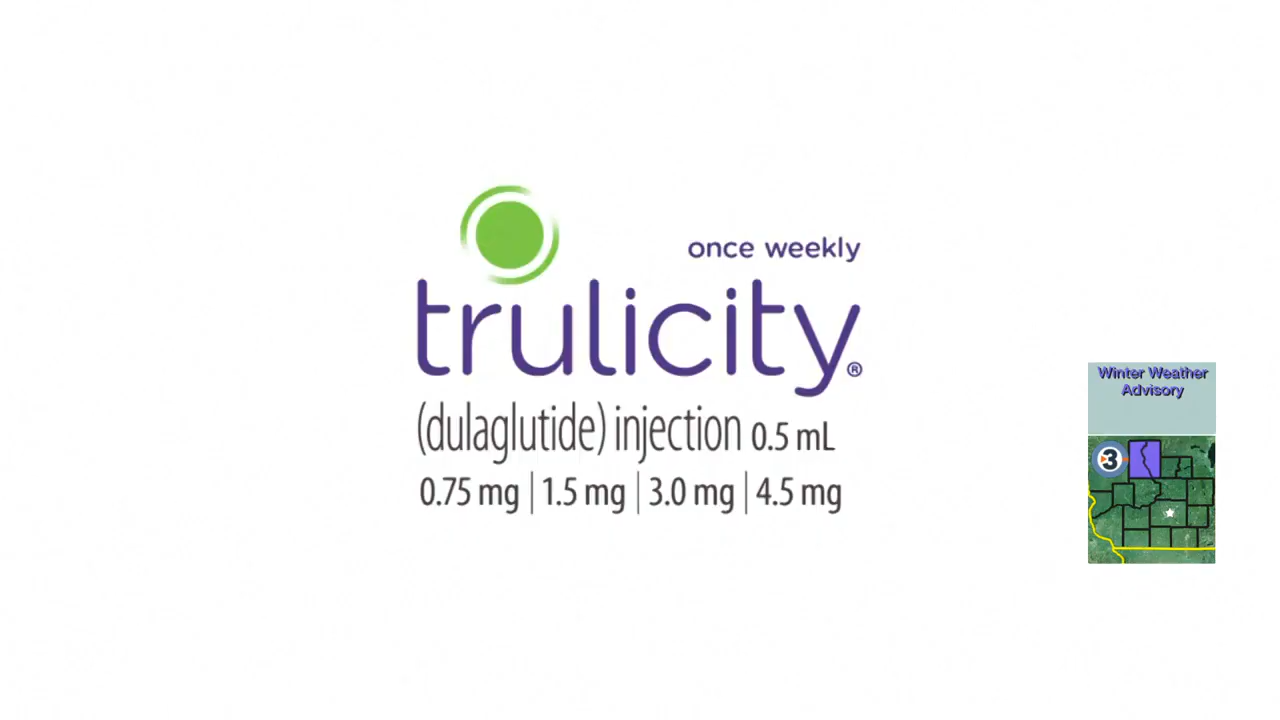 once weekly
trulicity®
(dulaglutide) injection 0.5 mL
0.75 mg | 1.5 mg | 3.0 mg | 4.5 mg
Winter Weather
Advisory
3